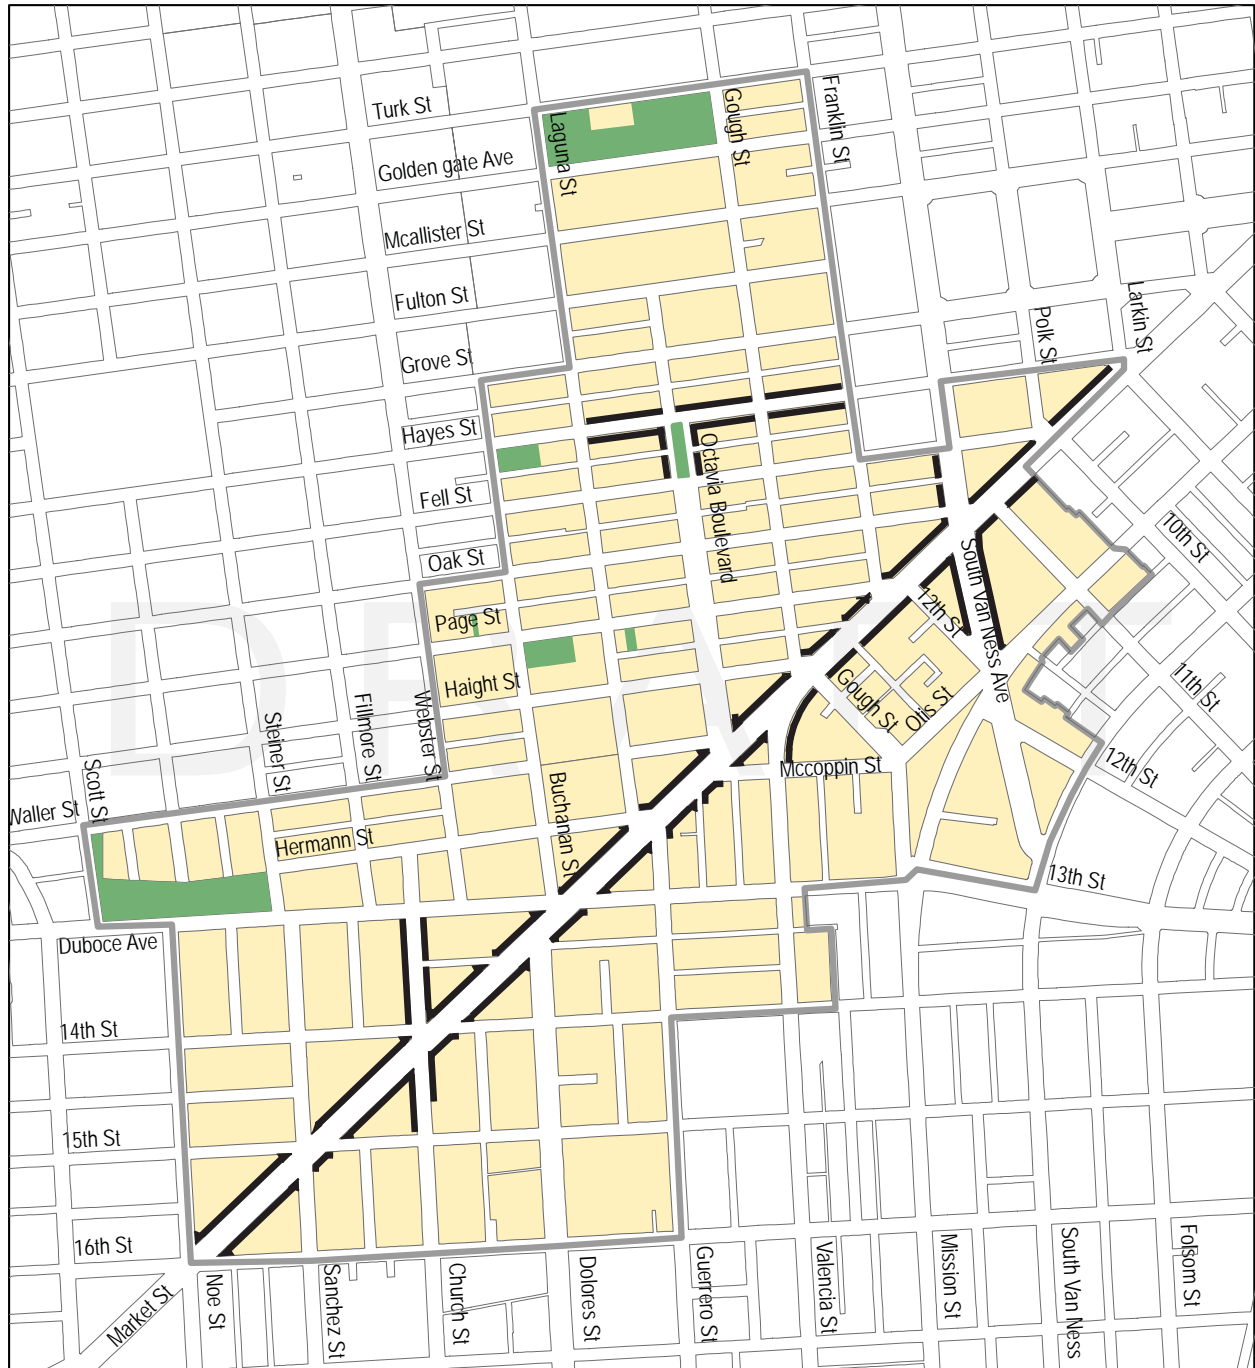 Turk St
Golden gate Ave
Mcallister St
Fulton St
Grove St
Hayes St
Fell St
Oak St
Page St
Haight St
Laguna St
Gough St
Franklin St
Polk St
Larkin St
Octavia Boulevard
South Van Ness Ave
10th St
11th St
12th St
12th St
Gough St
Otis St
Mccoppin St
13th St
DRAFT
Webster St
Fillmore St
Steiner St
Scott St
Waller St
Hermann St
Buchanan St
Duboce Ave
14th St
15th St
16th St
Market St
Noe St
Sanchez St
Church St
Dolores St
Guerrero St
Valencia St
Mission St
South Van Ness
Folsom St